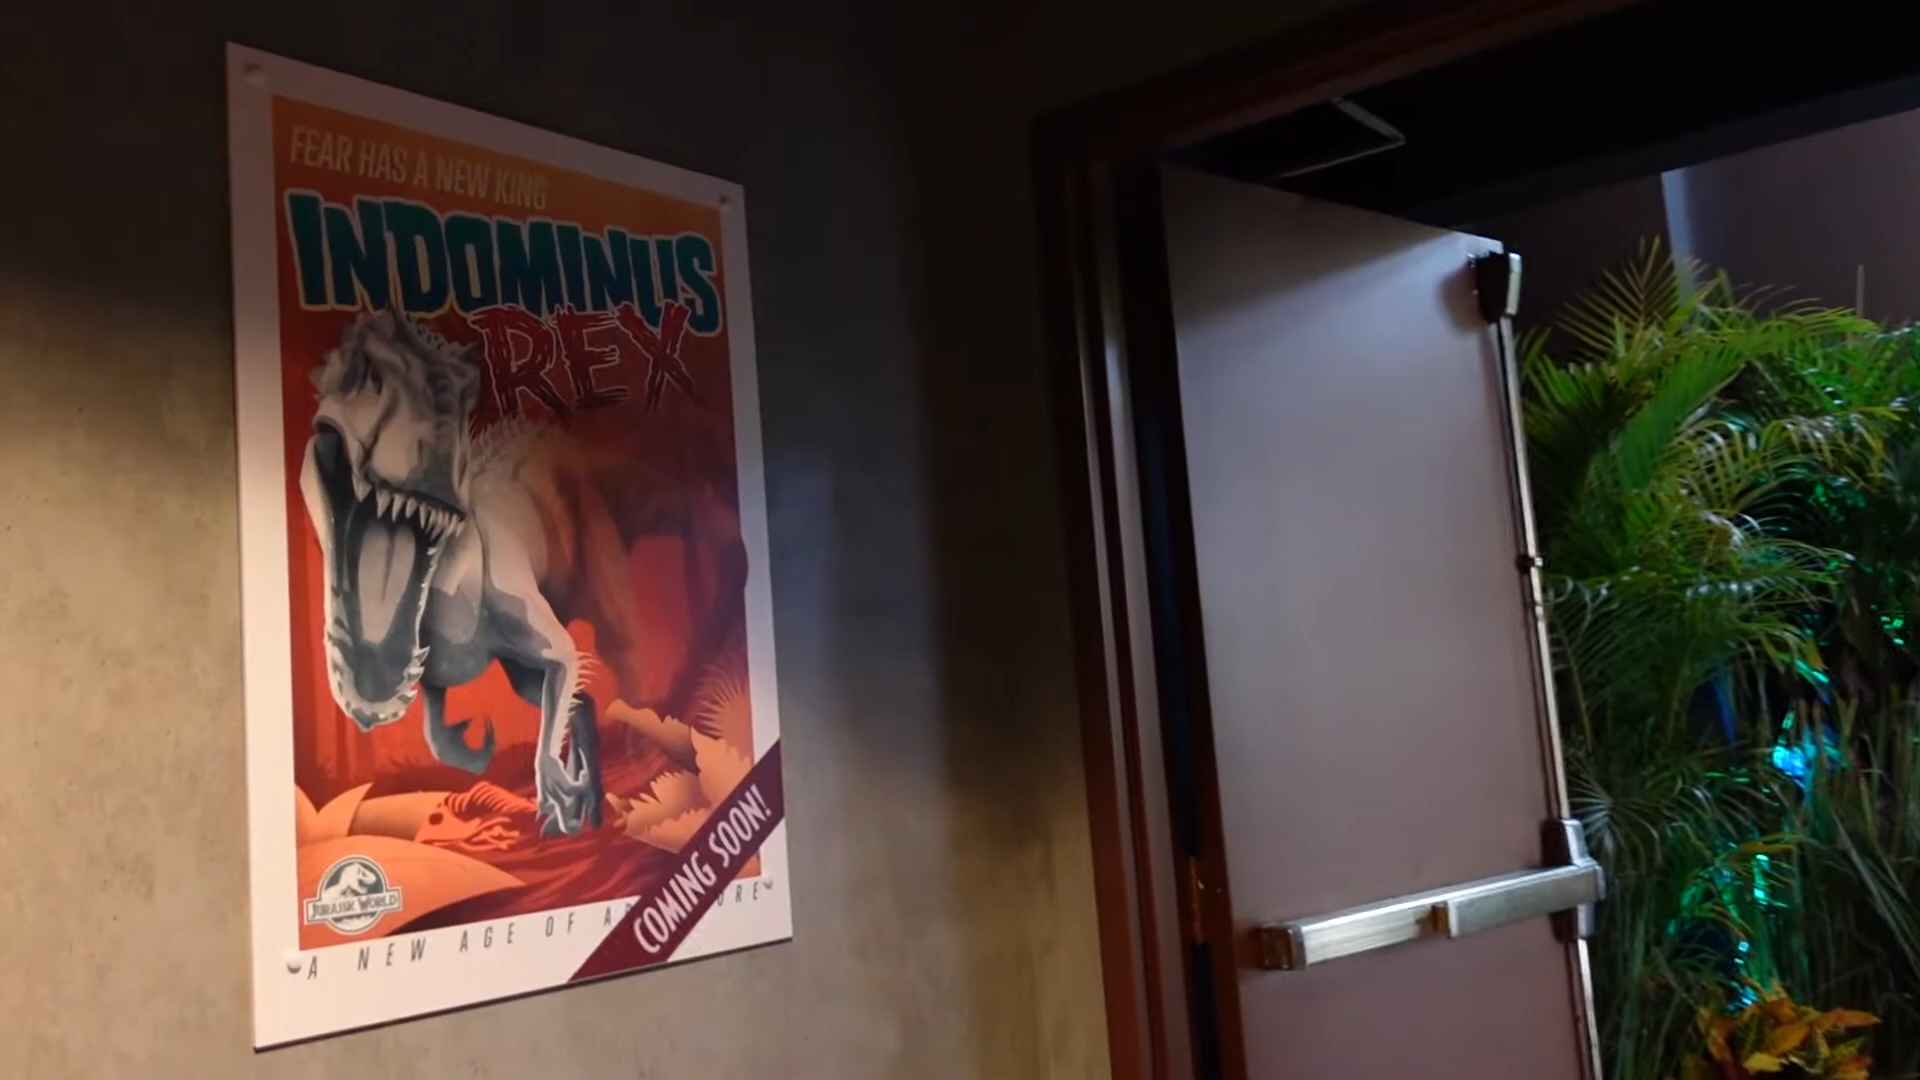 FEAR HAS A NEW KING
INDOMINUS
REX
COMING SOON!
JURASSIC WORLD
A NEW AGE OF